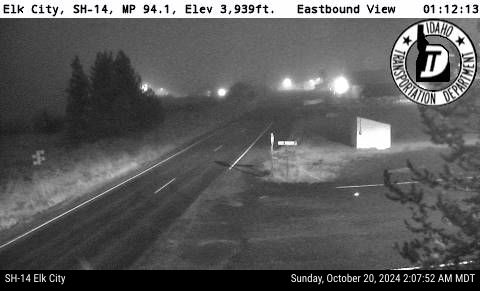 Elk City, SH-14, MP 94.1, Elev 3,939ft. Eastbound View 01:12:13
IDAHO
TRANSPORTATION DEPARTMENT
SH-14 Elk City Sunday, October 20, 2024 2:07:52 AM MDT